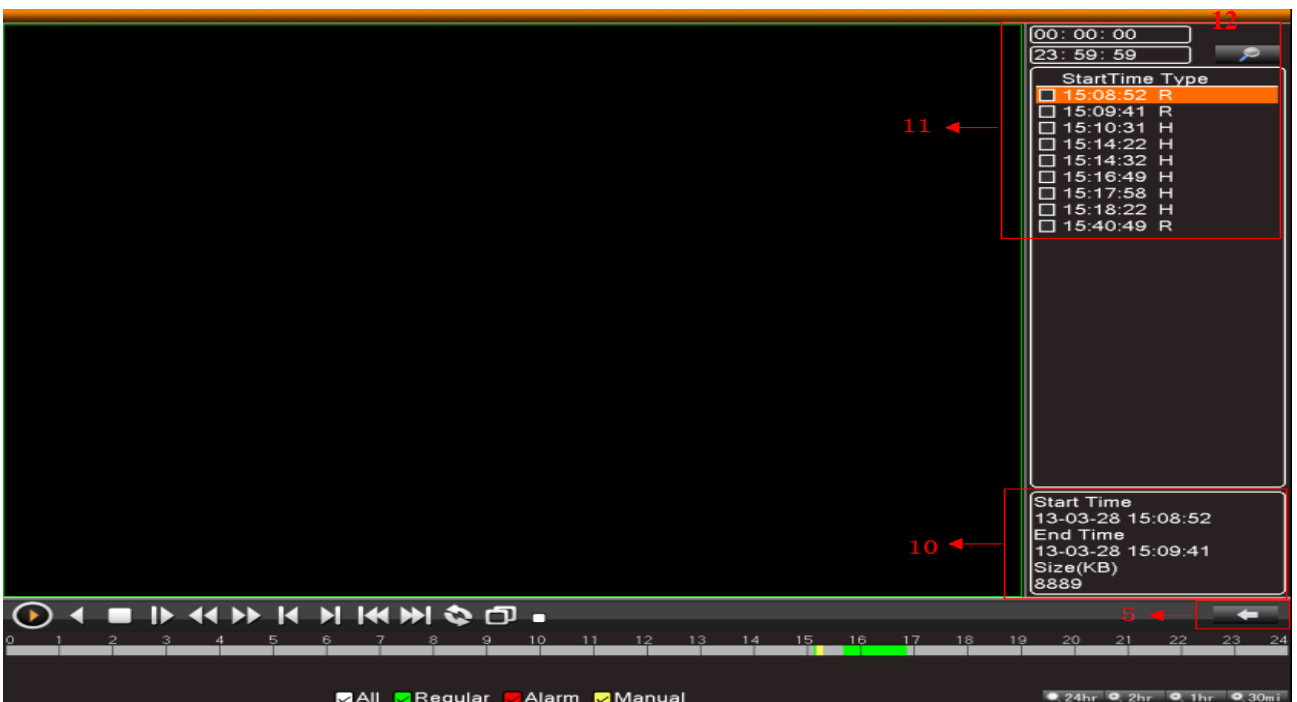 12
00: 00: 00
23: 59: 59
StartTime Type
15:08:52 R
15:09:41 R
11
15:10:31 H
15:14:22 H
15:14:32 H
15:16:49 H
15:17:58 H
15:18:22 H
15:40:49 R
Start Time
13-03-28 15:08:52
End Time
10
13-03-28 15:09:41
Size(KB)
8889
5
0 1 2 3 4 5 6 7 8 9 10 11 12 13 14 15 16 17 18 19 20 21 22 23 24
All Regular Alarm Manual
24hr 2hr 1hr 30mi